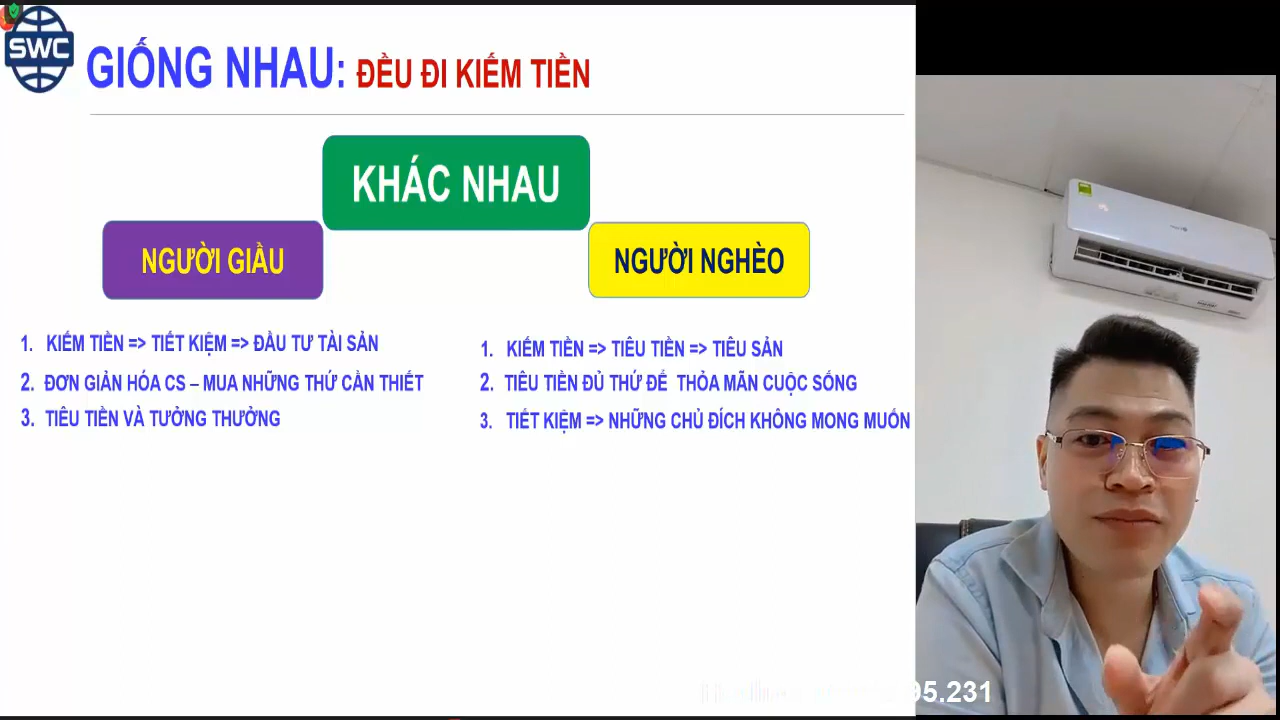 SWC
GIỐNG NHAU: ĐỀU ĐI KIẾM TIỀN
KHÁC NHAU
NGƯỜI GIẦU
1. KIẾM TIỀN => TIẾT KIỆM => ĐẦU TƯ TÀI SẢN
2. ĐƠN GIẢN HÓA CS – MUA NHỮNG THỨ CẦN THIẾT
3. TIÊU TIỀN VÀ TƯỞNG THƯỞNG
NGƯỜI NGHÈO
1. KIẾM TIỀN => TIÊU TIỀN => TIÊU SẢN
2. TIÊU TIỀN ĐỦ THỨ ĐỂ THỎA MÃN CUỘC SỐNG
3. TIẾT KIỆM => NHỮNG CHỦ ĐÍCH KHÔNG MONG MUỐN
95.231